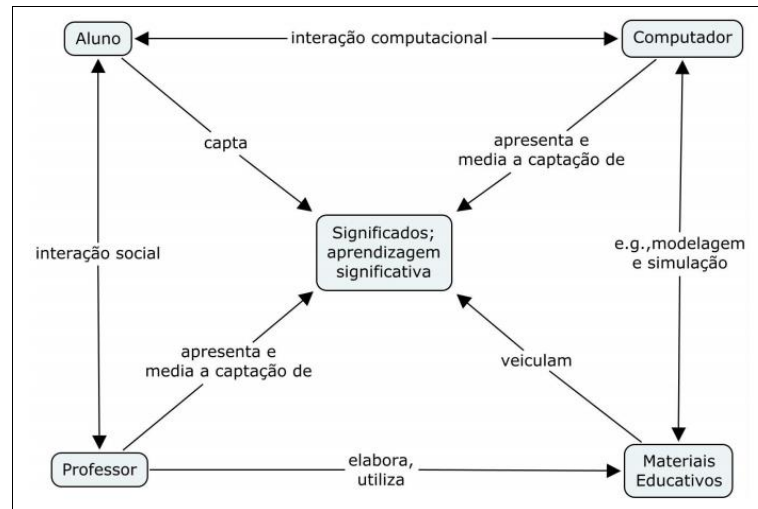 Aluno
interação computacional
Computador
capta
apresenta e
media a captação de
Significados;
aprendizagem
significativa
interação social
e.g.,modelagem
e simulação
apresenta e
media a captação de
veiculam
Professor
elabora,
utiliza
Materiais
Educativos